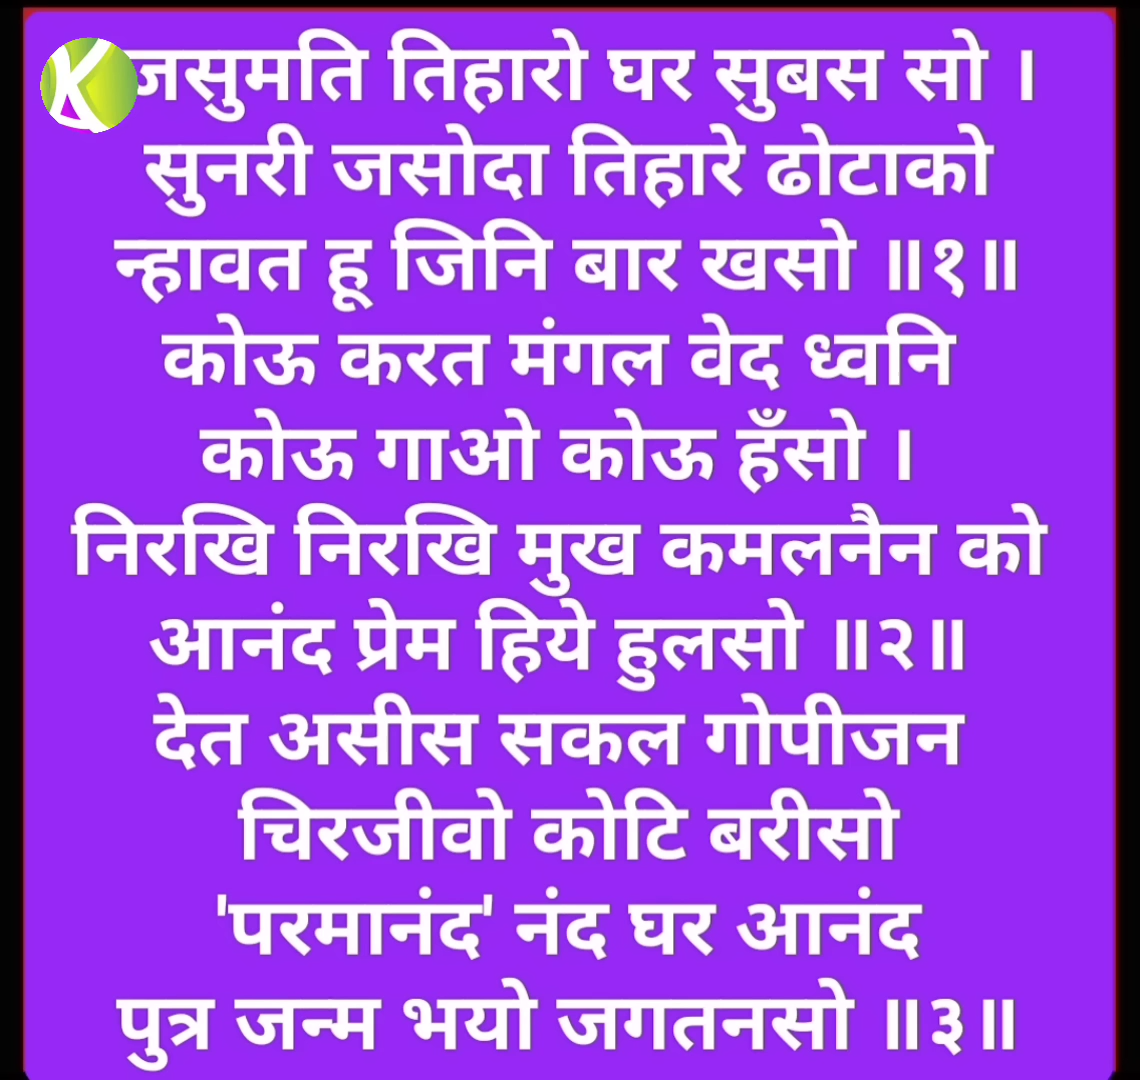 K
जसुमति तिहारो घर सुबस सो ।
सुनरी जसोदा तिहारे ढोटाको
न्हावत हू जिनि बार खसो ॥१॥
कोऊ करत मंगल वेद ध्वनि
कोऊ गाओ कोऊ हँसो ।
निरखि निरखि मुख कमलनैन को
आनंद प्रेम हिये हुलसो ॥२॥
देत असीस सकल गोपीजन
चिरजीवो कोटि बरीसो
'परमानंद' नंद घर आनंद
पुत्र जन्म भयो जगतनसो ॥३॥